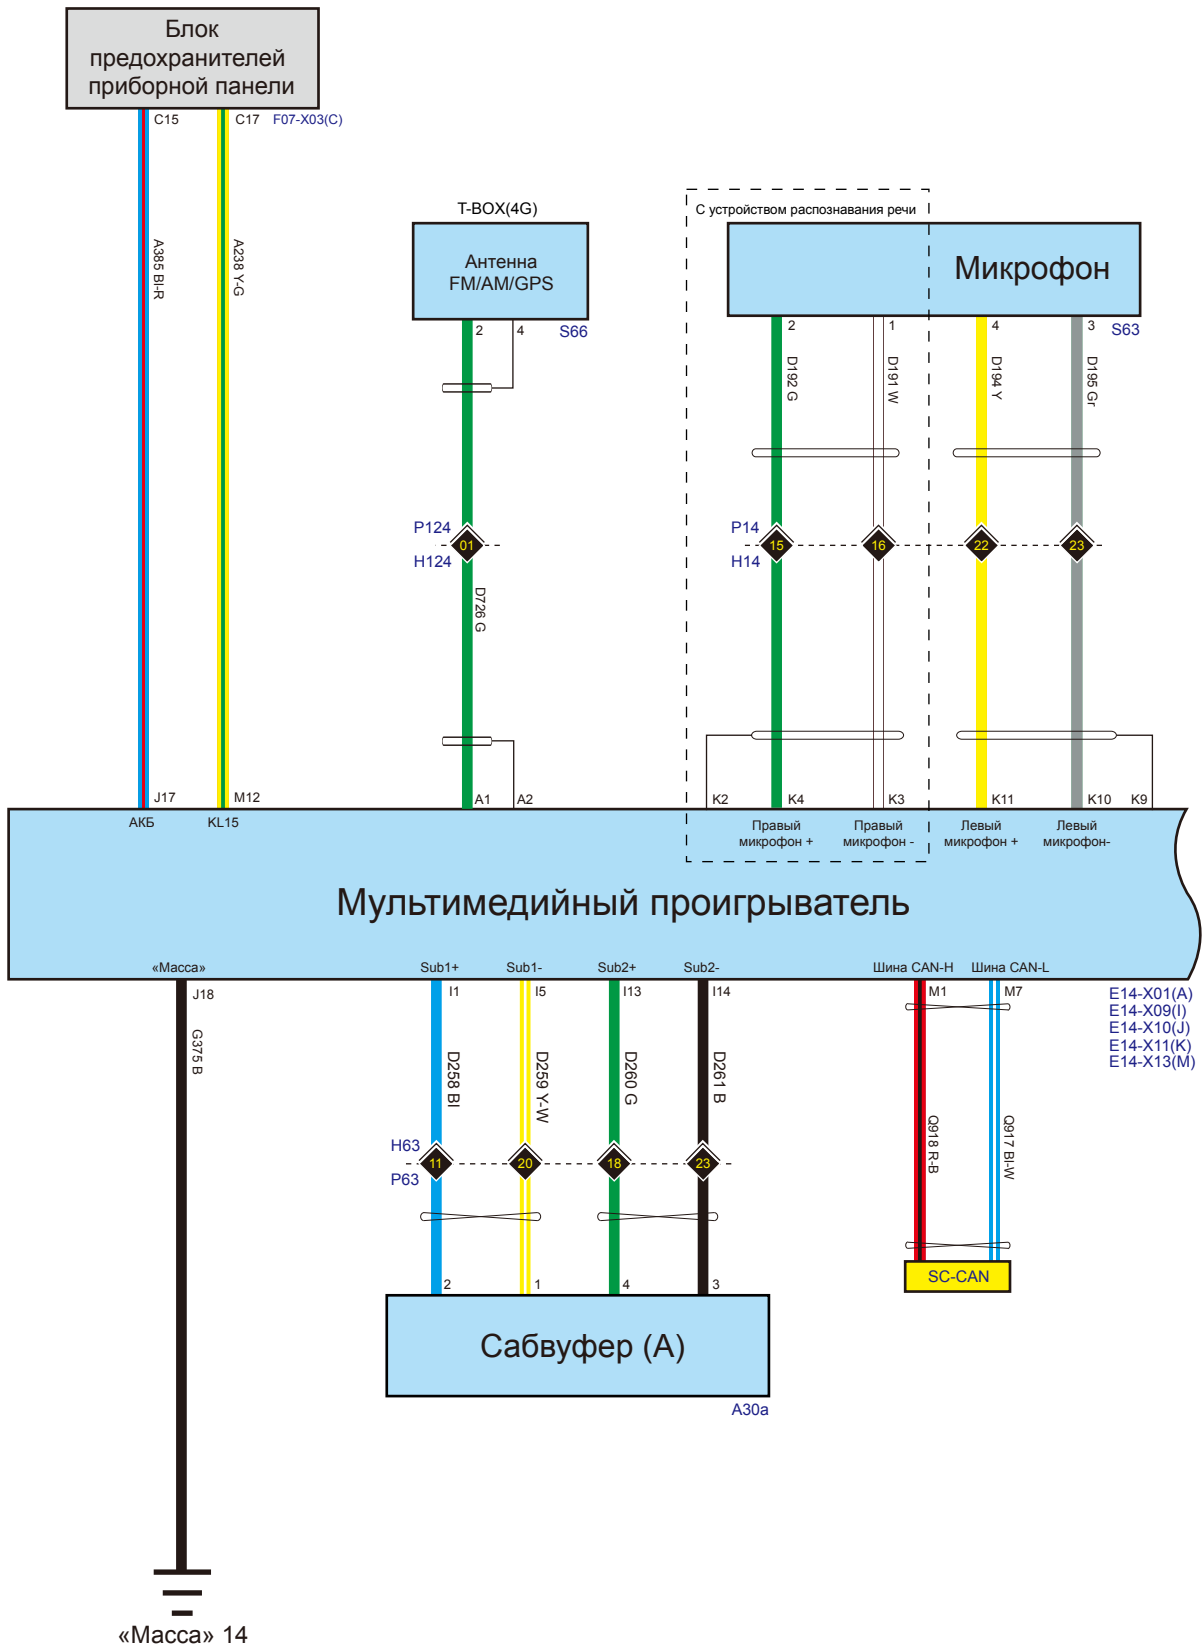 Блок
предохранителей
приборной панели
C15
C17
F07-X03(C)
A385 Bl-R
A238 Y-G
T-BOX(4G)
Антенна
FM/AM/GPS
2
4
S66
С устройством распознавания речи
Микрофон
2
1
4
3
S63
D192 G
D191 W
D194 Y
D195 Gr
P124
01
H124
P14
H14
15
16
22
23
D726 G
J17
M12
A1
A2
K2
K4
K3
K11
K10
K9
АКБ
KL15
Правый
микрофон +
Правый
микрофон -
Левый
микрофон +
Левый
микрофон-
Мультимедийный проигрыватель
«Масса»
Sub1+
Sub1-
Sub2+
Sub2-
Шина CAN-H
Шина CAN-L
J18
I1
I5
I13
I14
M1
M7
E14-X01(A)
E14-X09(I)
E14-X10(J)
E14-X11(K)
E14-X13(M)
G375 B
D258 Bl
D259 Y-W
D260 G
D261 B
Q918 R-B
Q917 Bl-W
H63
P63
11
20
18
23
2
1
4
3
SC-CAN
Сабвуфер (A)
A30a
«Масса» 14